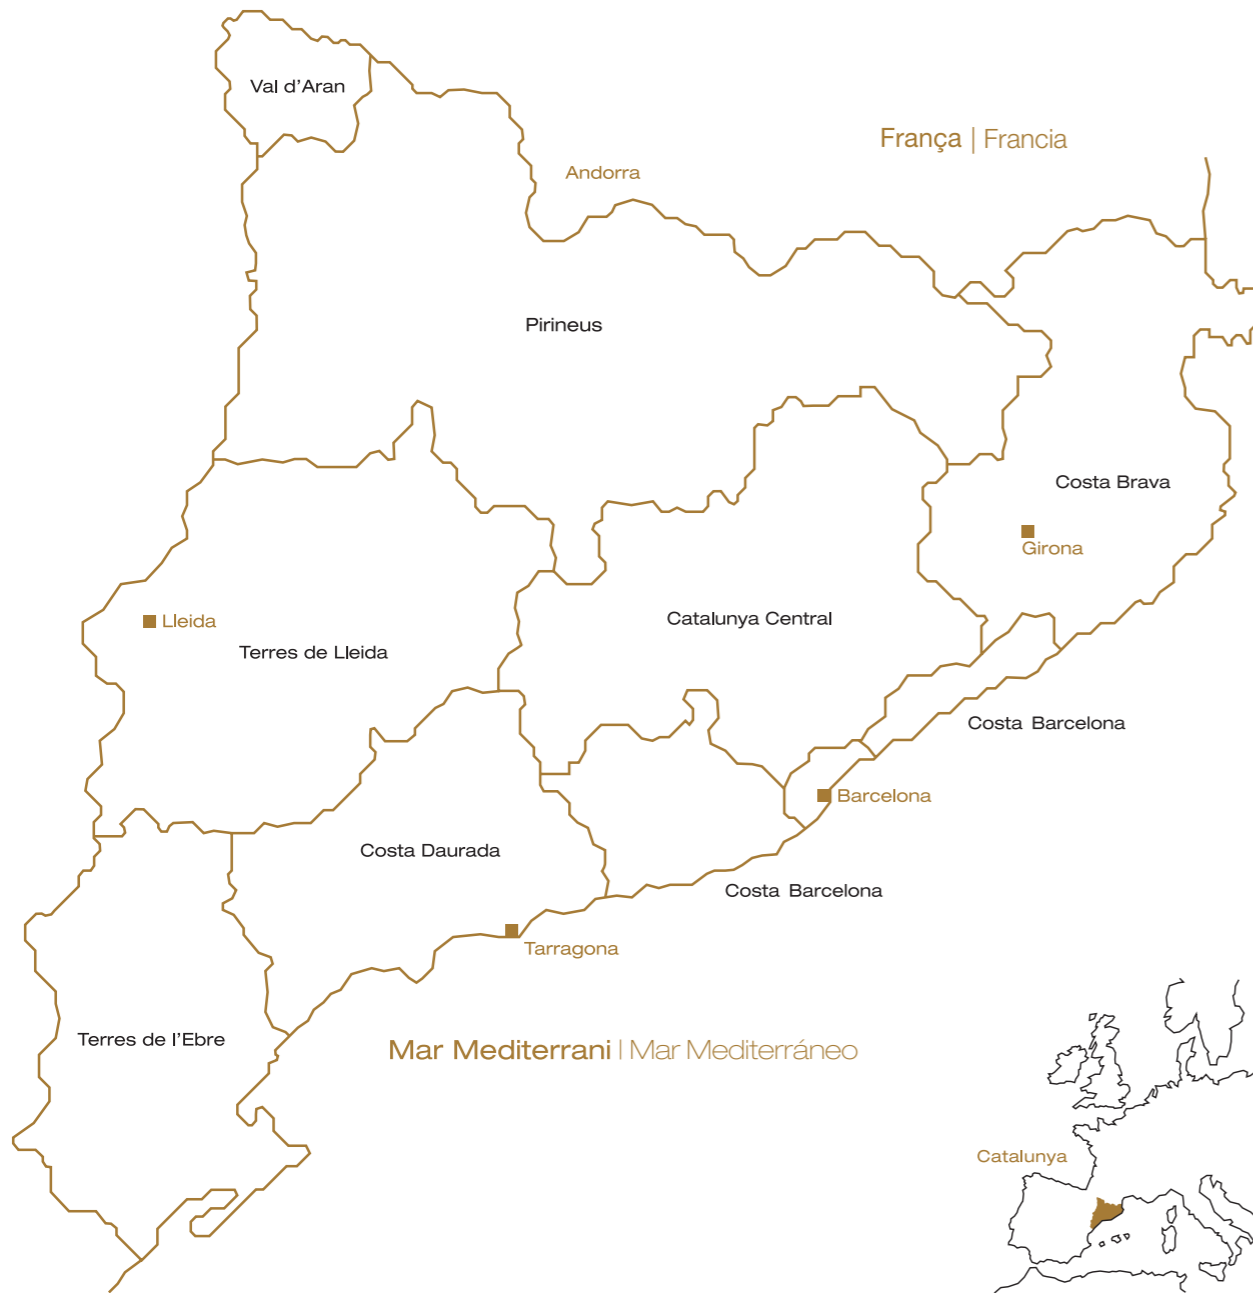 Val d’Aran
França | Francia
Andorra
Pirineus
Costa Brava
Girona
Lleida
Catalunya Central
Terres de Lleida
Costa Barcelona
Barcelona
Costa Daurada
Costa Barcelona
Tarragona
Terres de l’Ebre
Mar Mediterrani | Mar Mediterráneo
Catalunya